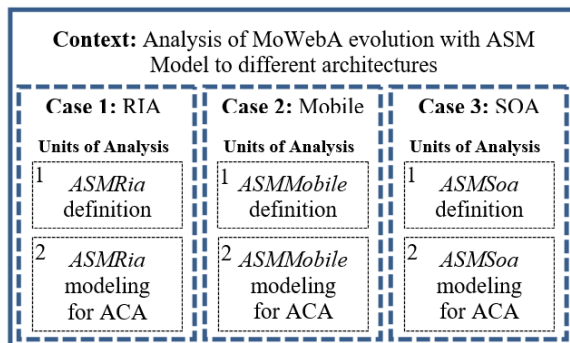 Context: Analysis of MoWebA evolution with ASM
Model to different architectures
Case 1: RIA
Units of Analysis
1 ASMRia
definition
2 ASMRia
modeling
for ACA
Case 2: Mobile
Units of Analysis
1 ASMMobile
definition
2 ASMMobile
modeling
for ACA
Case 3: SOA
Units of Analysis
1 ASMSoa
definition
2 ASMSoa
modeling
for ACA